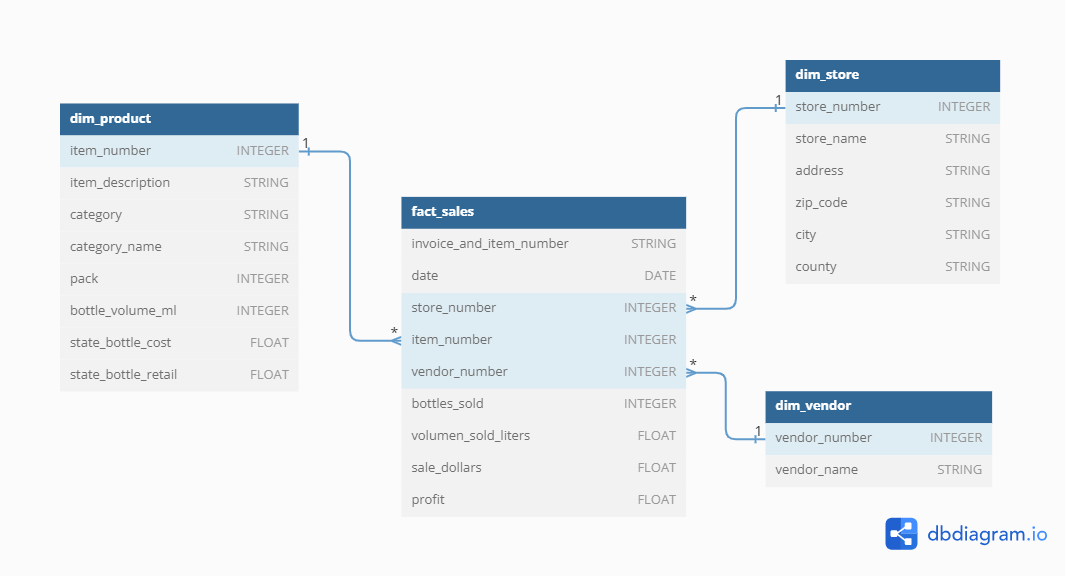 dim_product
item_number INTEGER
item_description STRING
category STRING
category_name STRING
pack INTEGER
bottle_volume_ml INTEGER
state_bottle_cost FLOAT
state_bottle_retail FLOAT
1
*
fact_sales
invoice_and_item_number STRING
date DATE
store_number INTEGER
item_number INTEGER
vendor_number INTEGER
bottles_sold INTEGER
volumen_sold_liters FLOAT
sale_dollars FLOAT
profit FLOAT
*
1
dim_store
store_number INTEGER
store_name STRING
address STRING
zip_code STRING
city STRING
county STRING
*
1
dim_vendor
vendor_number INTEGER
vendor_name STRING
dbdiagram.io